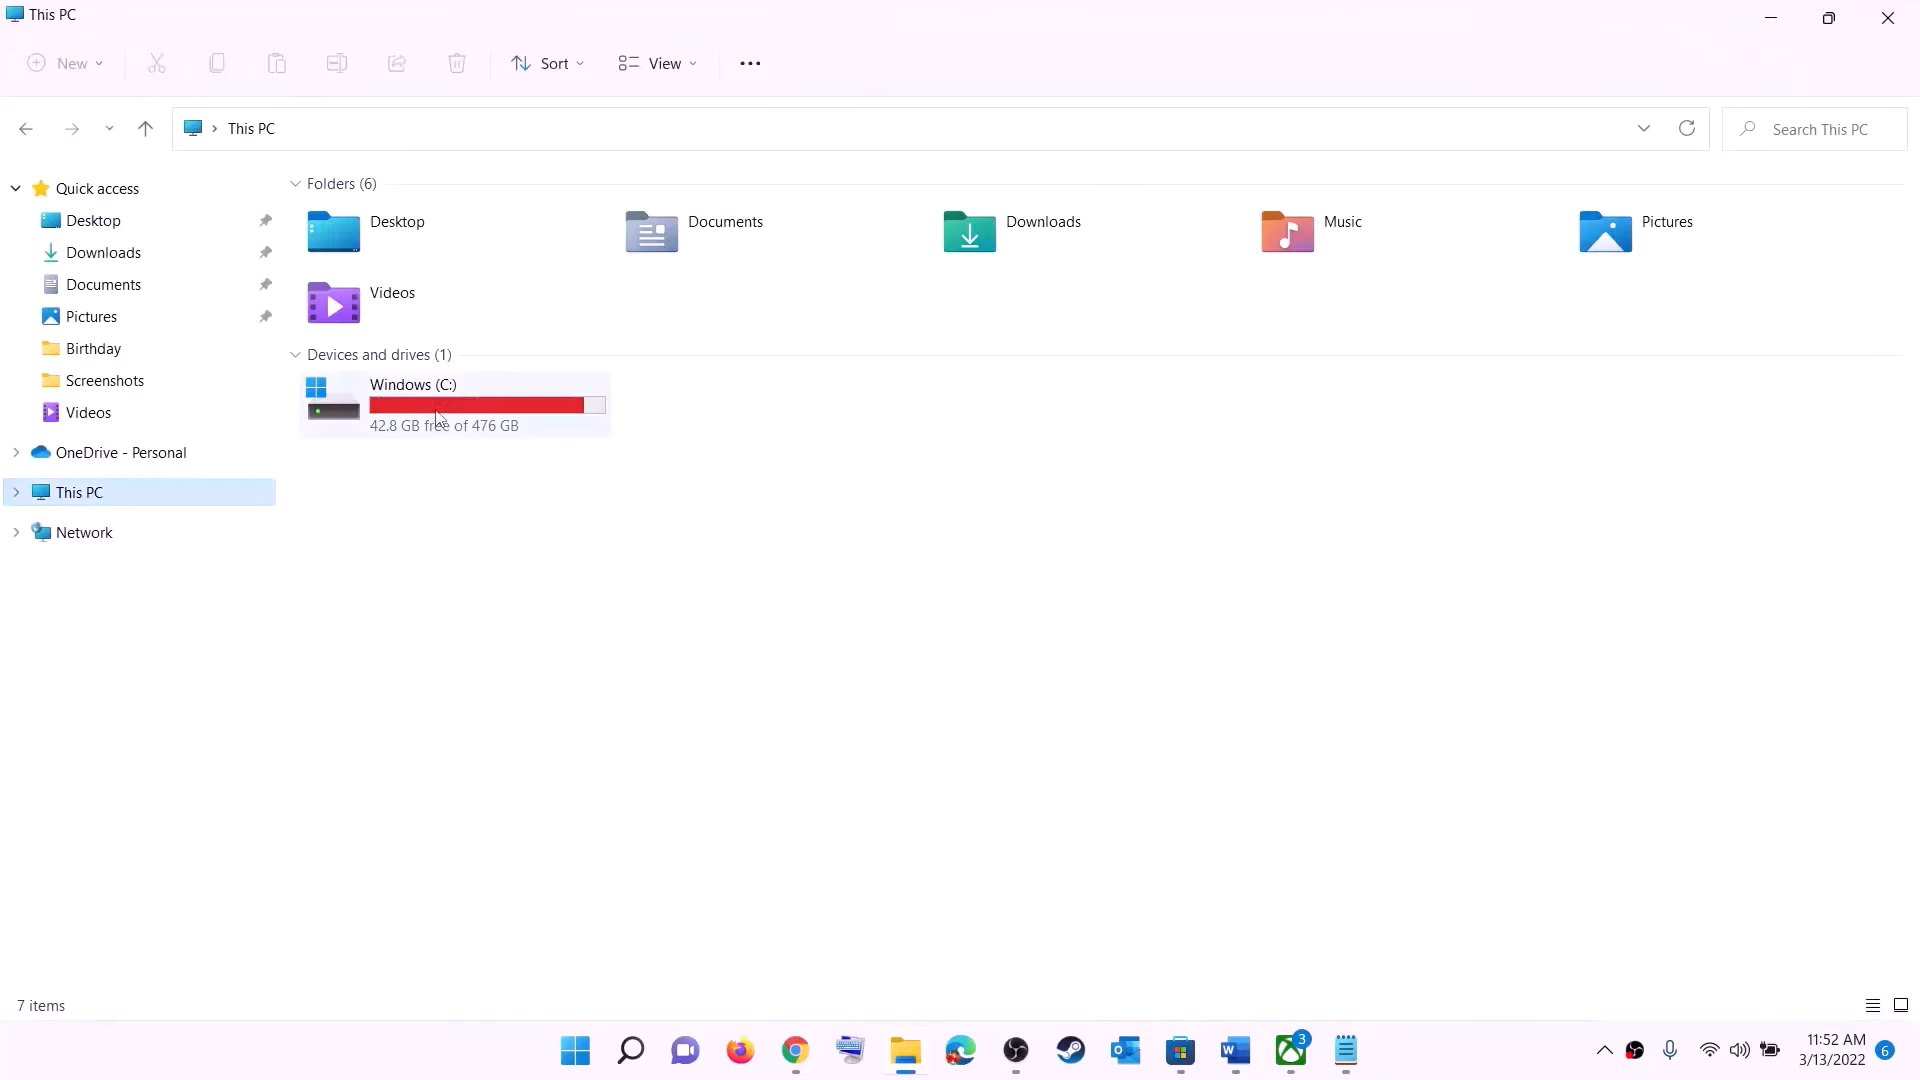 This PC
New
Sort
View
This PC
Search This PC
Quick access
Desktop
Downloads
Documents
Pictures
Birthday
Screenshots
Videos
OneDrive - Personal
This PC
Network
Folders (6)
Desktop
Documents
Downloads
Music
Pictures
Videos
Devices and drives (1)
Windows (C:)
42.8 GB free of 476 GB
7 items
3
11:52 AM
3/13/2022
6